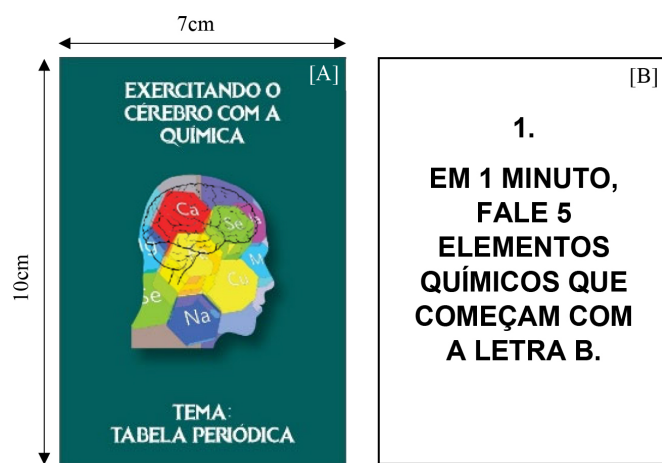 7cm
10cm
[A]
EXERCITANDO O
CÉREBRO COM A
QUÍMICA
Ca
Se
Se
Cu
M
Na
TEMA:
TABELA PERIÓDICA
[B]
1.
EM 1 MINUTO,
FALE 5
ELEMENTOS
QUÍMICOS QUE
COMEÇAM COM
A LETRA B.